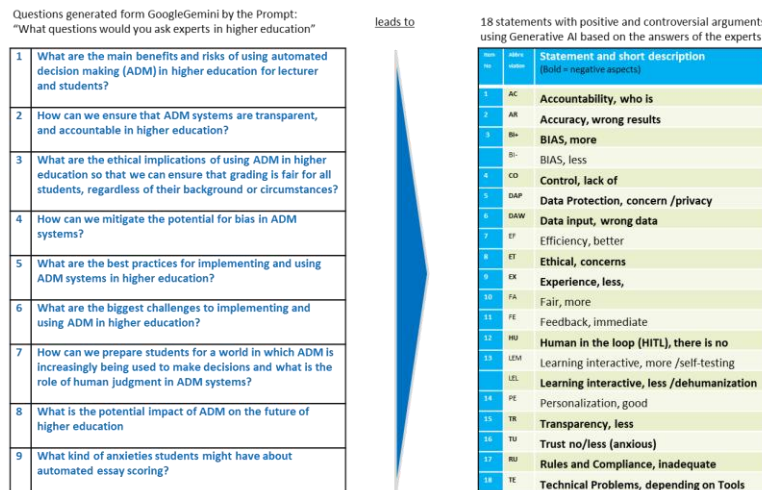 Questions generated form GoogleGemini by the Prompt:
"What questions would you ask experts in higher education"
leads to
18 statements with positive and controversial arguments
using Generative AI based on the answers of the experts
1 What are the main benefits and risks of using automated
decision making (ADM) in higher education for lecturer
and students?
2 How can we ensure that ADM systems are transparent,
and accountable in higher education?
3 What are the ethical implications of using ADM in higher
education so that we can ensure that grading is fair for all
students, regardless of their background or circumstances?
4 How can we mitigate the potential for bias in ADM
systems?
5 What are the best practices for implementing and using
ADM systems in higher education?
6 What are the biggest challenges to implementing and
using ADM in higher education?
7 How can we prepare students for a world in which ADM is
increasingly being used to make decisions and what is the
role of human judgment in ADM systems?
8 What is the potential impact of ADM on the future of
higher education
9 What kind of anxieties students might have about
automated essay scoring?
Statement and short description
(Bold = negative aspects)
1 AC Accountability, who is
2 AR Accuracy, wrong results
3 BI+ BIAS, more
BI- BIAS, less
4 CO Control, lack of
5 DAP Data Protection, concern /privacy
6 DAW Data input, wrong data
7 EF Efficiency, better
8 ET Ethical, concerns
9 EX Experience, less,
10 FA Fair, more
11 FE Feedback, immediate
12 HU Human in the loop (HITL), there is no
13 LEM Learning interactive, more /self-testing
LEL Learning interactive, less /dehumanization
14 PE Personalization, good
15 TR Transparency, less
16 TU Trust no/less (anxious)
17 RU Rules and Compliance, inadequate
18 TE Technical Problems, depending on Tools